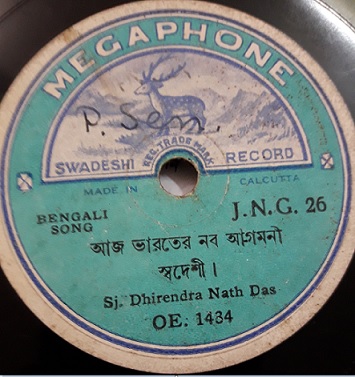 MEGAPHONE
P. Sen.
SWADESHI REG. TRADE MARK RECORD
MADE IN CALCUTTA
BENGALI
SONG
J.N.G. 26
আজ ভারতের নব আগমনী
স্বদেশী ।
Sj. Dhirendra Nath Das
OE: 1434